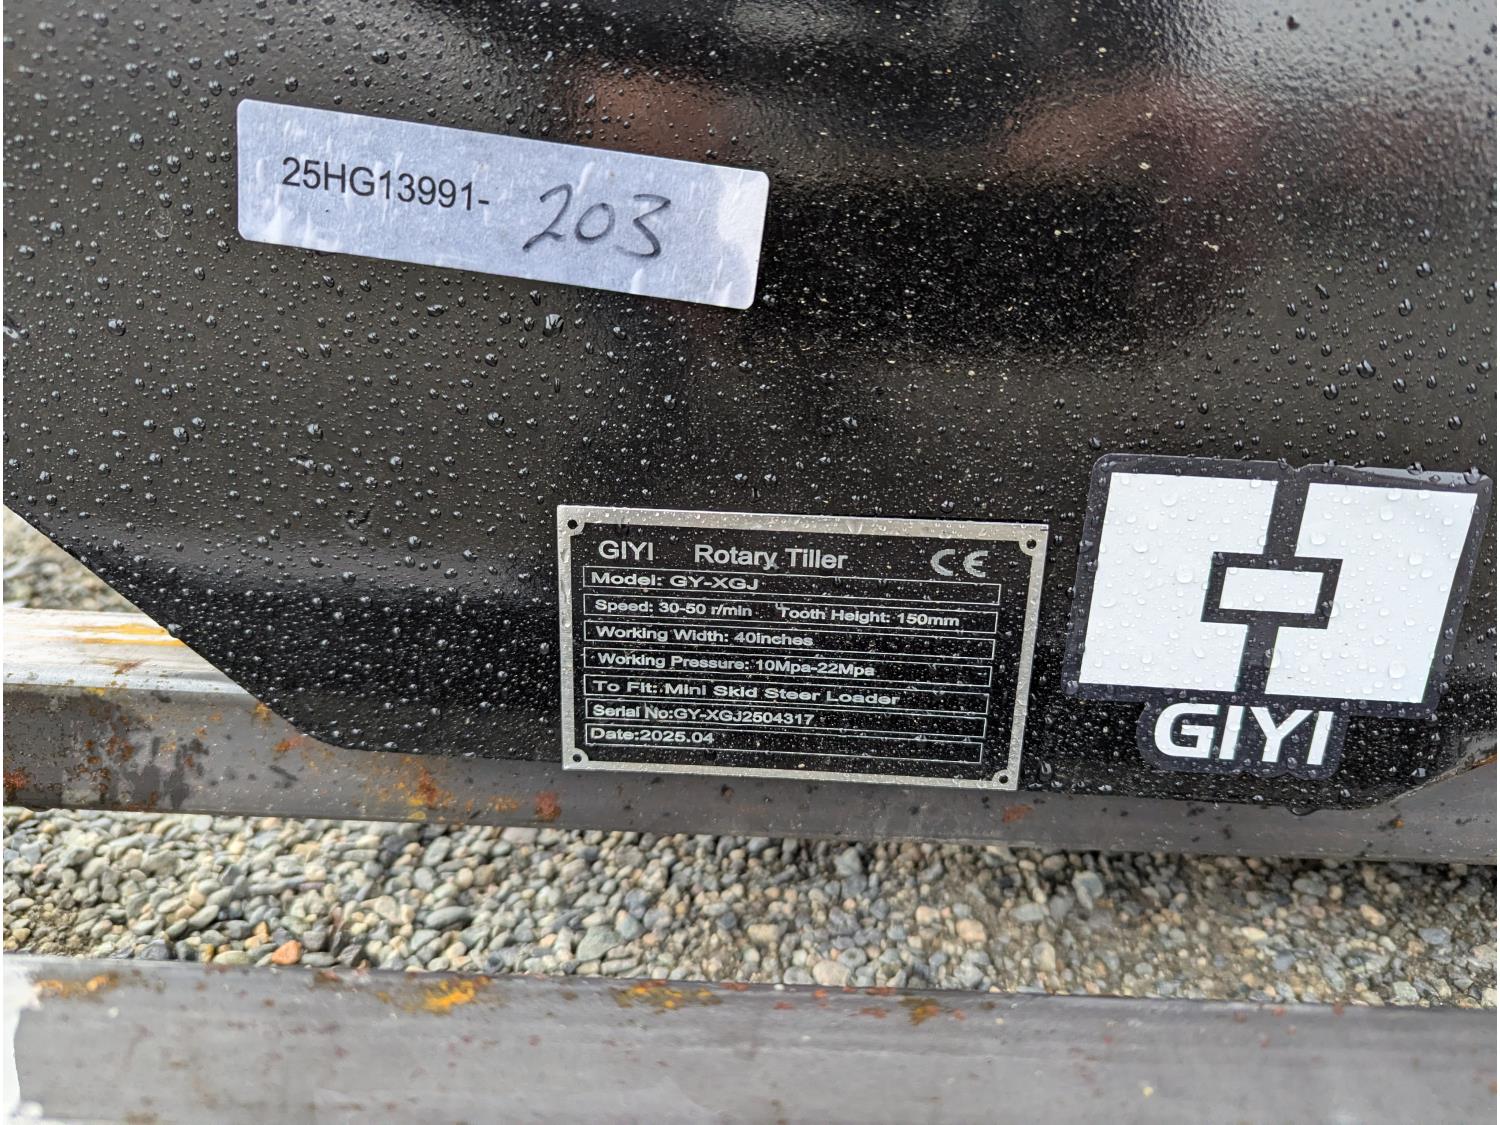 25HG13991- 203
GIYI Rotary Tiller CE
Model: GY-XGJ
Speed: 30-50 r/min Tooth Height: 150mm
Working Width: 40inches
Working Pressure: 10Mpa-22Mpa
To Fit: Mini Skid Steer Loader
Serial No:GY-XGJ2504317
Date:2025.04
GIYI